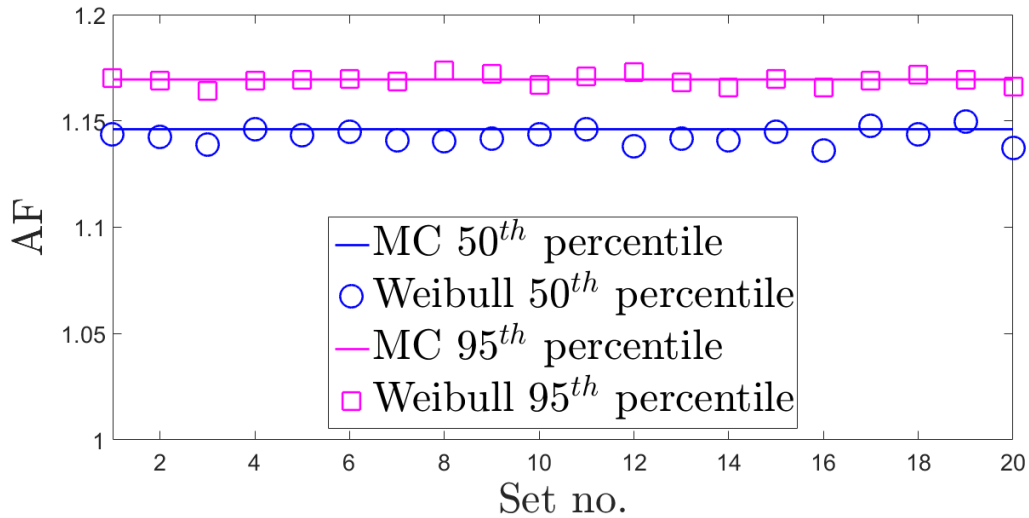 1.2
1.15
1.1
1.05
1
AF
MC 50th percentile
Weibull 50th percentile
MC 95th percentile
Weibull 95th percentile
2 4 6 8 10 12 14 16 18 20
Set no.